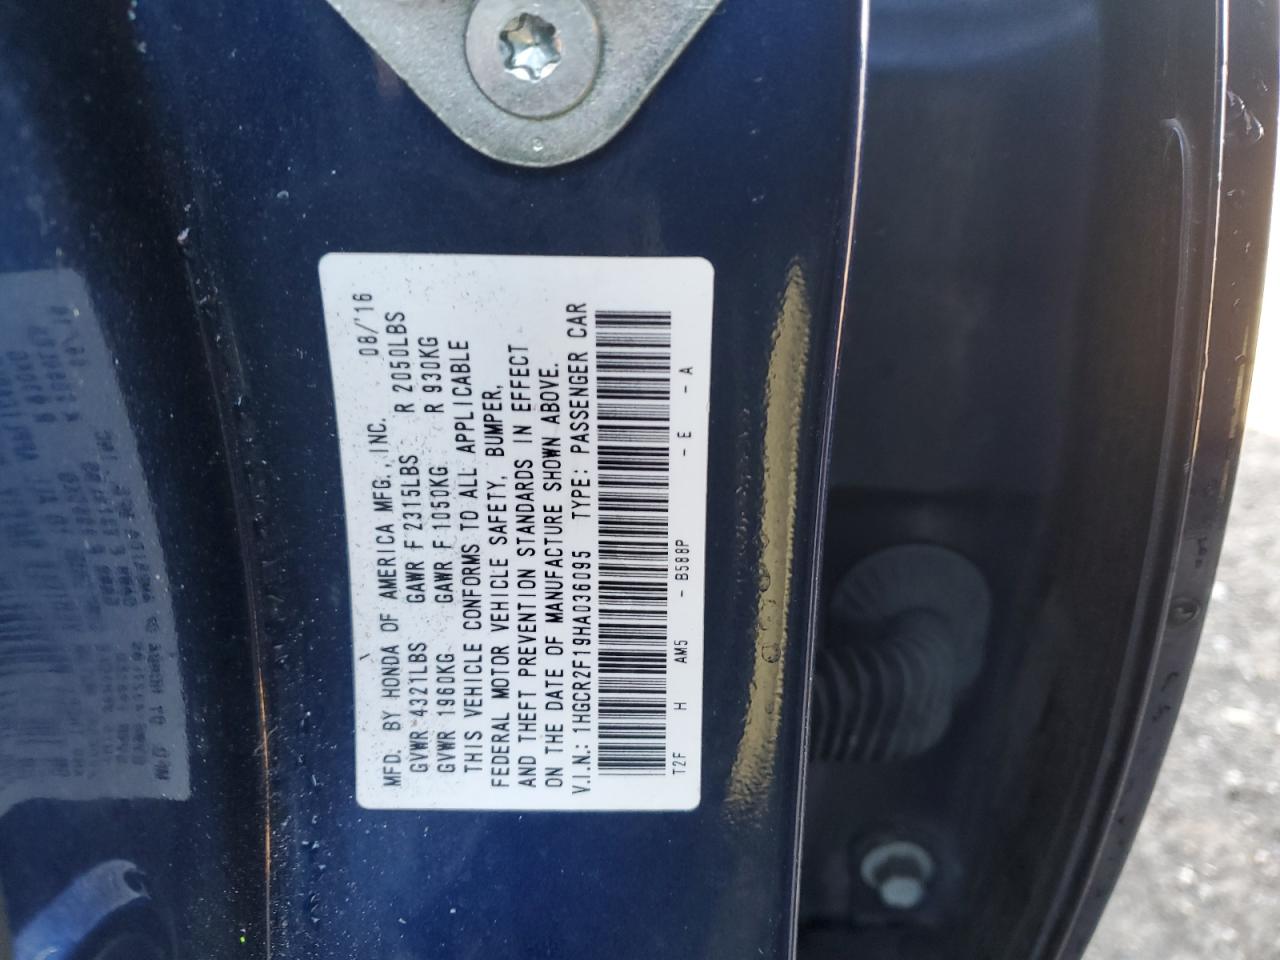 MFD. BY HONDA OF AMERICA MFG., INC. 08/'16
GVWR 4321LBS GAWR F 2315LBS R 2050LBS
GVWR 1960KG GAWR F 1050KG R 930KG
THIS VEHICLE CONFORMS TO ALL APPLICABLE
FEDERAL MOTOR VEHICLE SAFETY, BUMPER,
AND THEFT PREVENTION STANDARDS IN EFFECT
ON THE DATE OF MANUFACTURE SHOWN ABOVE.
V.I.N.: 1HGCR2F19HA036095 TYPE: PASSENGER CAR
T2F H AM5 - B588P - E - A